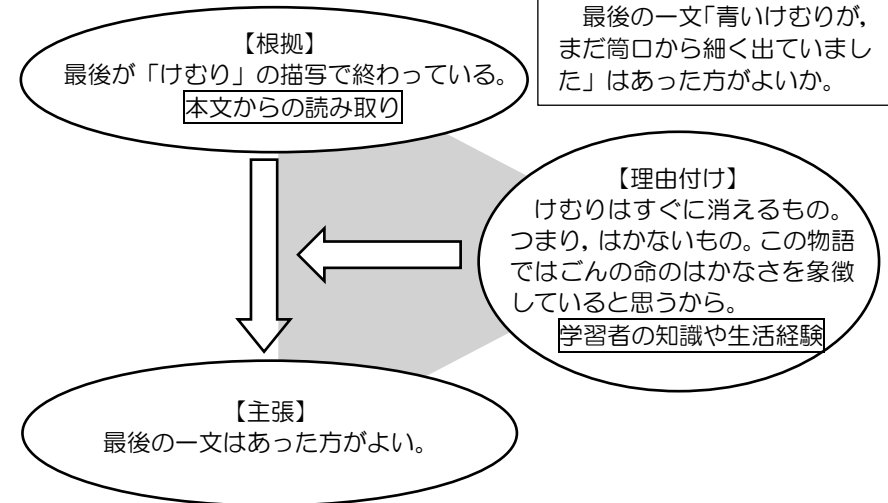 最後の一文「青いけむりが，
まだ筒口から細く出ていまし
た」はあった方がよいか。
【根拠】
最後が「けむり」の描写で終わっている。
本文からの読み取り
【理由付け】
けむりはすぐに消えるもの。
つまり，はかないもの。この物語
ではごんの命のはかなさを象徴
していると思うから。
学習者の知識や生活経験
【主張】
最後の一文はあった方がよい。